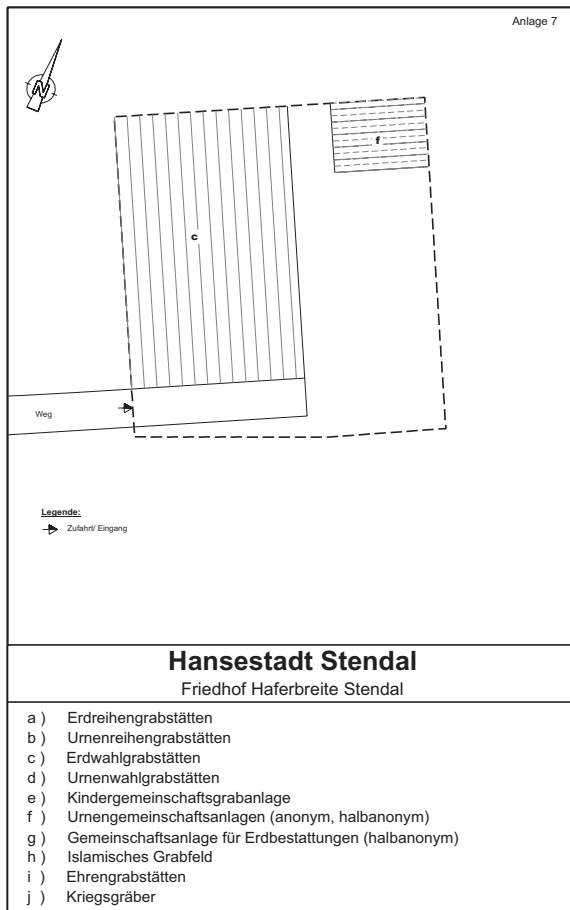 Anlage 7
N
f
c
Weg
Legende:
Zufahrt/ Eingang
Hansestadt Stendal
Friedhof Haferbreite Stendal
a ) Erdreihengrabstätten
b ) Urnenreihengrabstätten
c ) Erdwahlgrabstätten
d ) Urnenwahlgrabstätten
e ) Kindergemeinschaftsgrabanlage
f ) Urnengemeinschaftsanlagen (anonym, halbanonym)
g ) Gemeinschaftsanlage für Erdbestattungen (halbanonym)
h ) Islamisches Grabfeld
i ) Ehrengrabstätten
j ) Kriegsgräber